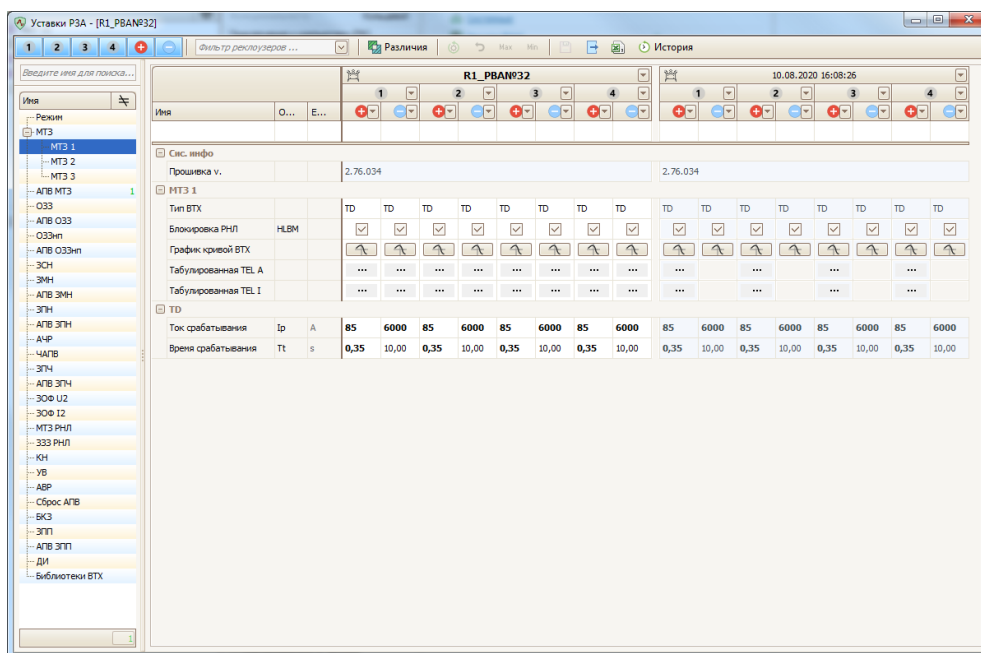 Уставки РЗА - [R1_РВАNº32]
1 2 3 4 Фильтр реклоузеров ... Различия Max Min История
Введите имя для поиска...
Имя
Режим
МТЗ
МТЗ 1
МТЗ 2
МТЗ 3
АПВ МТЗ 1
ОЗЗ
АПВ ОЗЗ
ОЗЗнп
АПВ ОЗЗнп
ЗСН
ЗМН
АПВ ЗМН
ЗПН
АПВ ЗПН
АЧР
ЧАПВ
ЗПЧ
АПВ ЗПЧ
ЗОФ U2
ЗОФ I2
МТЗ РНЛ
ЗЗЗ РНЛ
КН
УВ
АВР
Сброс АПВ
БКЗ
ЗПП
АПВ ЗПП
ДИ
Библиотеки ВТХ
1
R1_РВАNº32 10.08.2020 16:08:26
1 2 3 4 1 2 3 4
Имя О... Е...
Сис. инфо
Прошивка v. 2.76.034 2.76.034
МТЗ 1
Тип ВТХ TD TD TD TD TD TD TD TD TD TD TD TD TD TD TD TD
Блокировка РНЛ HLBM
График кривой ВТХ
Табулированная TEL A ... ... ... ... ... ... ... ... ... ... ... ...
Табулированная TEL I ... ... ... ... ... ... ... ... ... ... ... ...
TD
Ток срабатывания Ip A 85 6000 85 6000 85 6000 85 6000 85 6000 85 6000 85 6000 85 6000
Время срабатывания Tt s 0,35 10,00 0,35 10,00 0,35 10,00 0,35 10,00 0,35 10,00 0,35 10,00 0,35 10,00 0,35 10,00